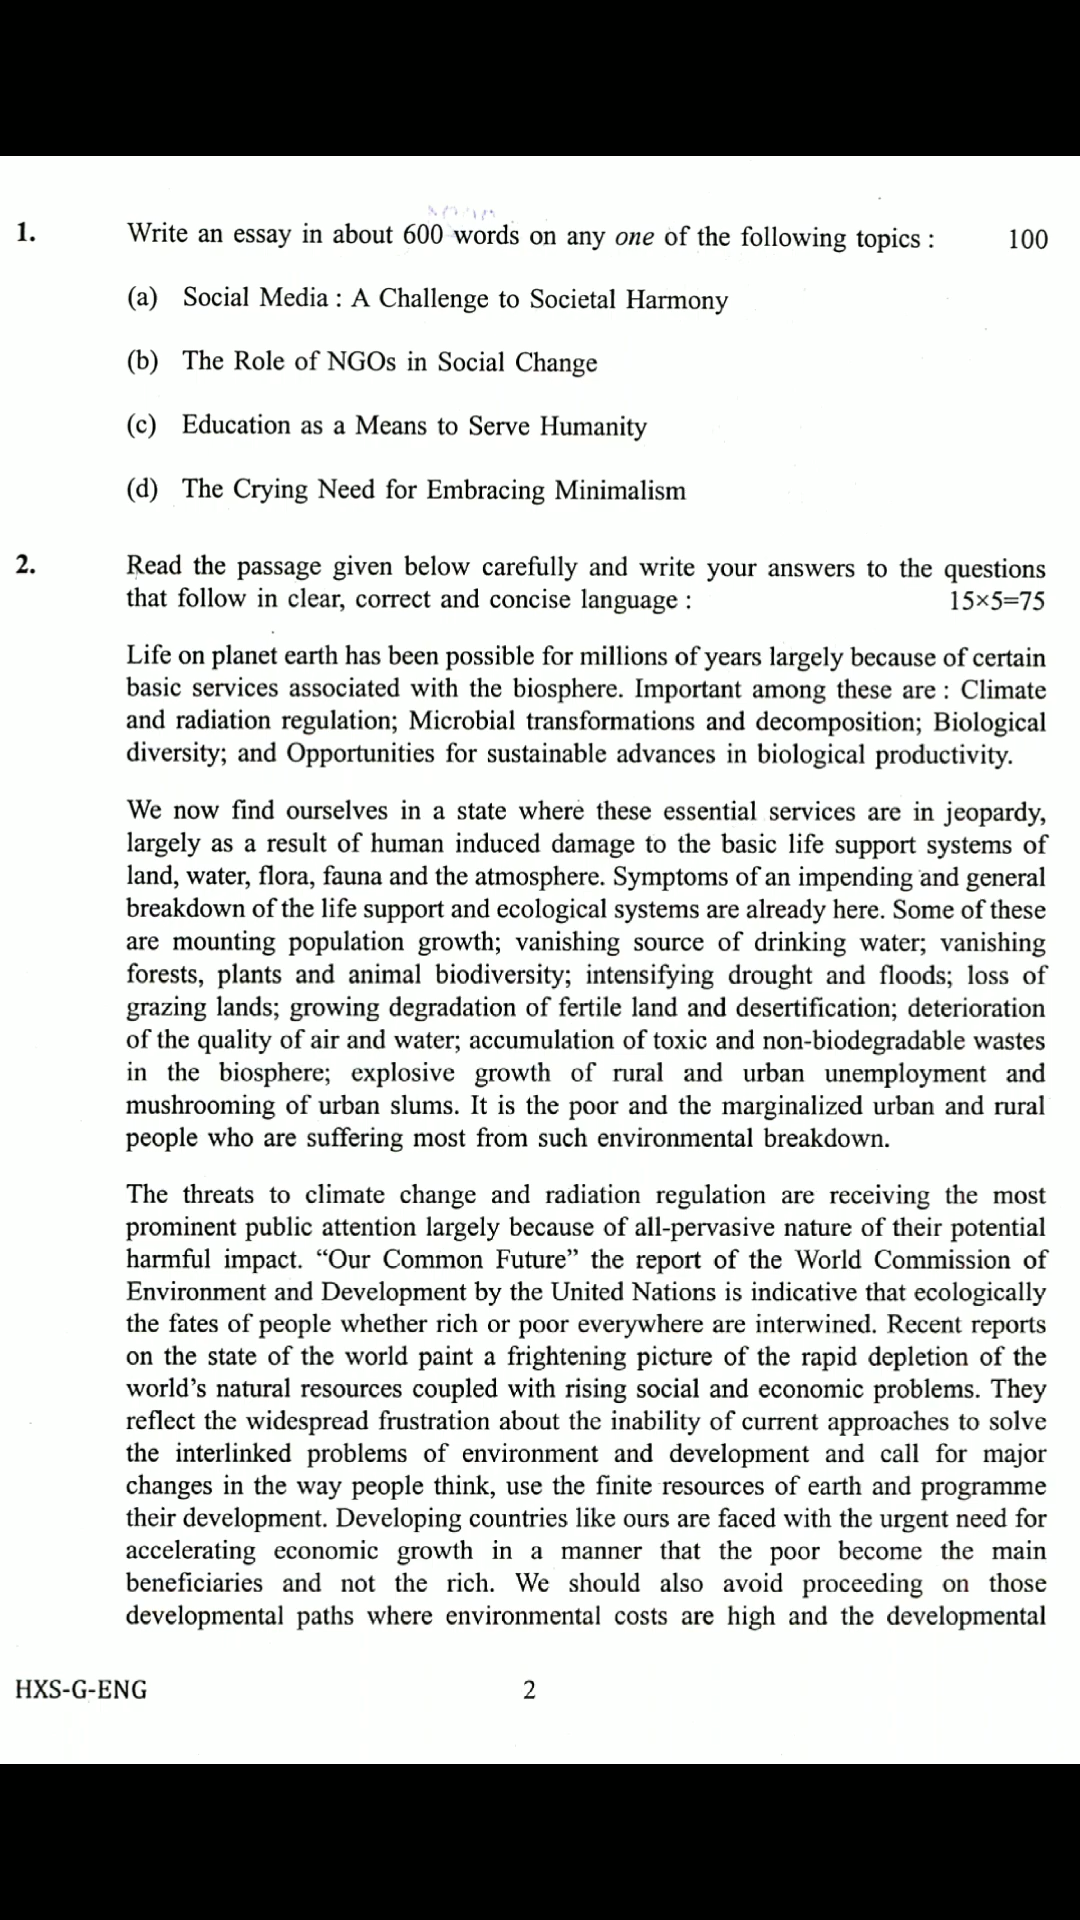 1. Write an essay in about 600 words on any one of the following topics : 100
(a) Social Media : A Challenge to Societal Harmony
(b) The Role of NGOs in Social Change
(c) Education as a Means to Serve Humanity
(d) The Crying Need for Embracing Minimalism
2. Read the passage given below carefully and write your answers to the questions
that follow in clear, correct and concise language : 15×5=75
Life on planet earth has been possible for millions of years largely because of certain
basic services associated with the biosphere. Important among these are : Climate
and radiation regulation; Microbial transformations and decomposition; Biological
diversity; and Opportunities for sustainable advances in biological productivity.
We now find ourselves in a state where these essential services are in jeopardy,
largely as a result of human induced damage to the basic life support systems of
land, water, flora, fauna and the atmosphere. Symptoms of an impending and general
breakdown of the life support and ecological systems are already here. Some of these
are mounting population growth; vanishing source of drinking water; vanishing
forests, plants and animal biodiversity; intensifying drought and floods; loss of
grazing lands; growing degradation of fertile land and desertification; deterioration
of the quality of air and water; accumulation of toxic and non-biodegradable wastes
in the biosphere; explosive growth of rural and urban unemployment and
mushrooming of urban slums. It is the poor and the marginalized urban and rural
people who are suffering most from such environmental breakdown.
The threats to climate change and radiation regulation are receiving the most
prominent public attention largely because of all-pervasive nature of their potential
harmful impact. “Our Common Future” the report of the World Commission of
Environment and Development by the United Nations is indicative that ecologically
the fates of people whether rich or poor everywhere are interwined. Recent reports
on the state of the world paint a frightening picture of the rapid depletion of the
world’s natural resources coupled with rising social and economic problems. They
reflect the widespread frustration about the inability of current approaches to solve
the interlinked problems of environment and development and call for major
changes in the way people think, use the finite resources of earth and programme
their development. Developing countries like ours are faced with the urgent need for
accelerating economic growth in a manner that the poor become the main
beneficiaries and not the rich. We should also avoid proceeding on those
developmental paths where environmental costs are high and the developmental
HXS-G-ENG 2